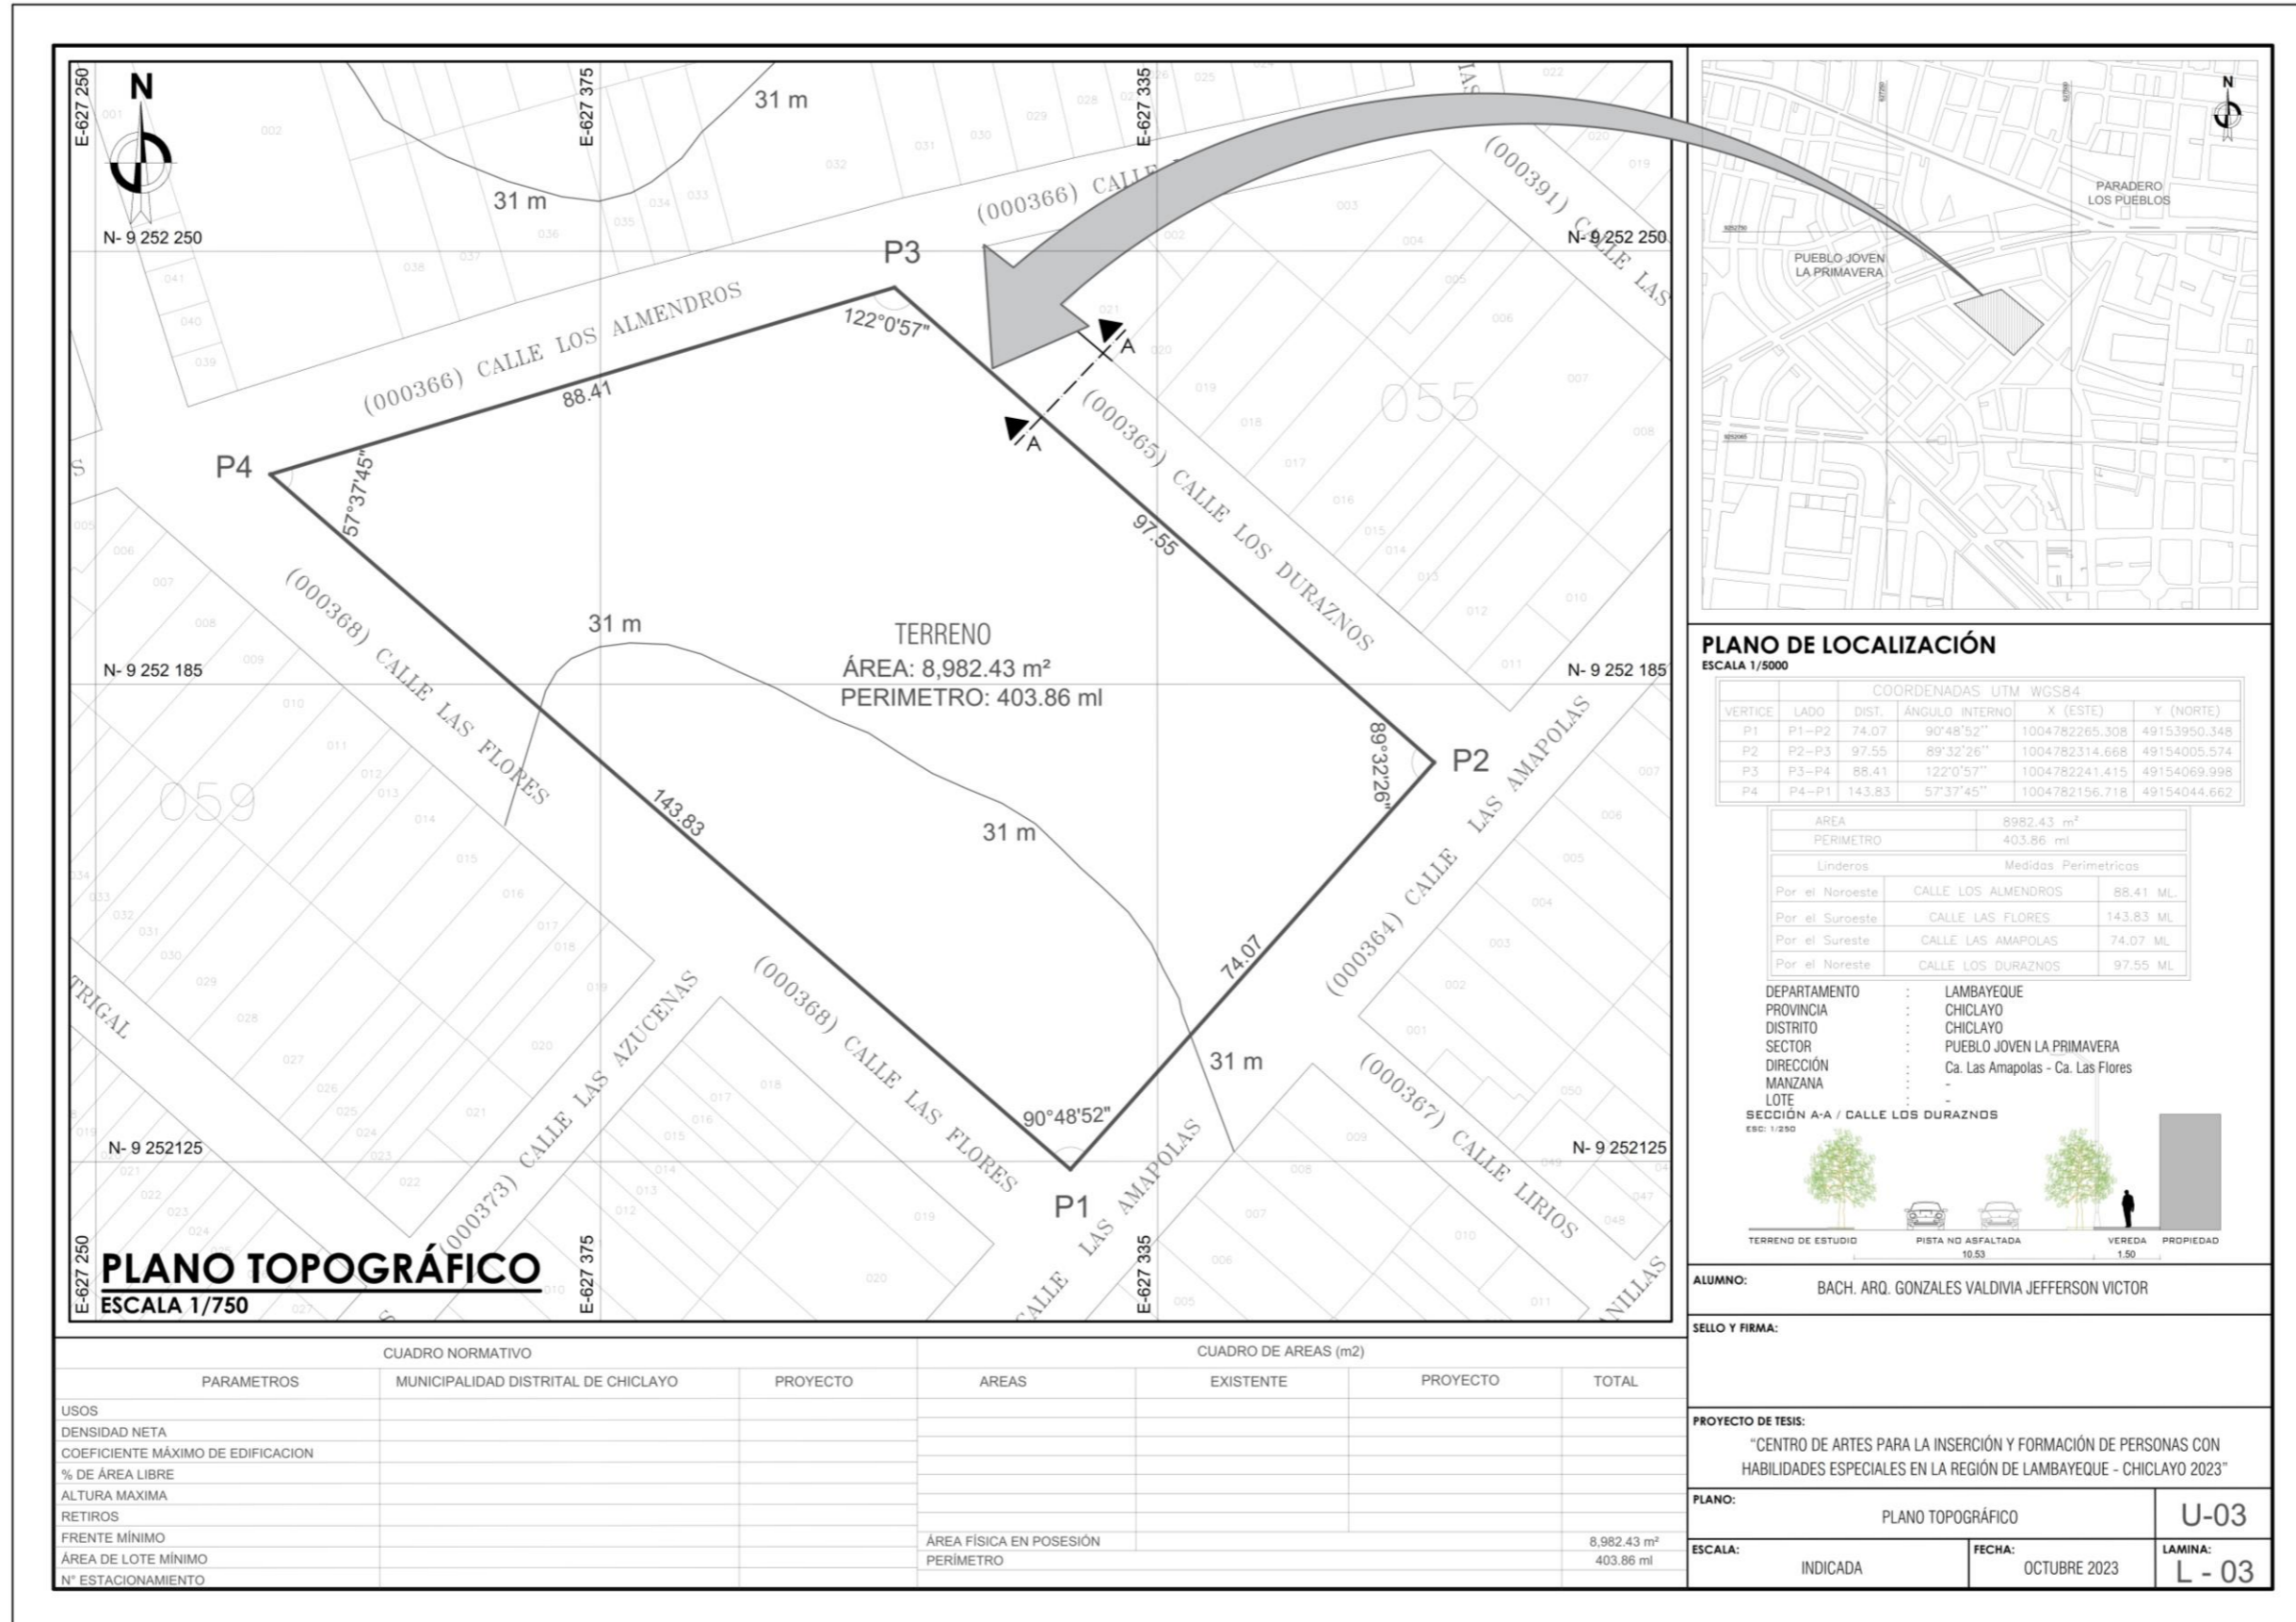 E-627 250
E-627 375
E-627 335
N
31 m
31 m
N- 9 252 250
N- 9 252 250
(000366) CALLE
(000391) CALLE LAS
P3
122°0'57"
(000366) CALLE LOS ALMENDROS
88.41
P4
57°37'45"
A
A
(000365) CALLE LOS DURAZNOS
97.55
055
(000368) CALLE LAS FLORES
31 m
TERRENO
ÁREA: 8,982.43 m²
PERIMETRO: 403.86 ml
N- 9 252 185
N- 9 252 185
89°32'26"
P2
059
143.83
31 m
(000364) CALLE LAS AMAPOLAS
74.07
TRIGAL
(000373) CALLE LAS AZUCENAS
(000368) CALLE LAS FLORES
31 m
(000367) CALLE LIRIOS
90°48'52"
N- 9 252125
N- 9 252125
P1
CALLE LAS AMAPOLAS
ANILLAS
E-627 250
E-627 375
E-627 335
PLANO TOPOGRÁFICO
ESCALA 1/750
N
PARADERO
LOS PUEBLOS
PUEBLO JOVEN
LA PRIMAVERA
PLANO DE LOCALIZACIÓN
ESCALA 1/5000
COORDENADAS UTM WGS84
VERTICE LADO DIST. ÁNGULO INTERNO X (ESTE) Y (NORTE)
P1 P1-P2 74.07 90°48'52'' 1004782265.308 49153950.348
P2 P2-P3 97.55 89°32'26'' 1004782314.668 49154005.574
P3 P3-P4 88.41 122°0'57'' 1004782241.415 49154069.998
P4 P4-P1 143.83 57°37'45'' 1004782156.718 49154044.662
AREA 8982.43 m²
PERIMETRO 403.86 ml
Linderos Medidas Perimetricas
Por el Noroeste CALLE LOS ALMENDROS 88.41 ML.
Por el Suroeste CALLE LAS FLORES 143.83 ML
Por el Sureste CALLE LAS AMAPOLAS 74.07 ML
Por el Noreste CALLE LOS DURAZNOS 97.55 ML
DEPARTAMENTO : LAMBAYEQUE
PROVINCIA : CHICLAYO
DISTRITO : CHICLAYO
SECTOR : PUEBLO JOVEN LA PRIMAVERA
DIRECCIÓN : Ca. Las Amapolas - Ca. Las Flores
MANZANA : -
LOTE : -
SECCIÓN A-A / CALLE LOS DURAZNOS
ESC: 1/250
TERRENO DE ESTUDIO PISTA NO ASFALTADA VEREDA PROPIEDAD
10.53 1.50
ALUMNO:
BACH. ARQ. GONZALES VALDIVIA JEFFERSON VICTOR
SELLO Y FIRMA:
PROYECTO DE TESIS:
"CENTRO DE ARTES PARA LA INSERCIÓN Y FORMACIÓN DE PERSONAS CON
HABILIDADES ESPECIALES EN LA REGIÓN DE LAMBAYEQUE - CHICLAYO 2023"
PLANO:
PLANO TOPOGRÁFICO
U-03
ESCALA:
INDICADA
FECHA:
OCTUBRE 2023
LAMINA:
L - 03
CUADRO NORMATIVO
PARAMETROS MUNICIPALIDAD DISTRITAL DE CHICLAYO PROYECTO
USOS
DENSIDAD NETA
COEFICIENTE MÁXIMO DE EDIFICACION
% DE ÁREA LIBRE
ALTURA MAXIMA
RETIROS
FRENTE MÍNIMO
ÁREA DE LOTE MÍNIMO
N° ESTACIONAMIENTO
CUADRO DE AREAS (m2)
AREAS EXISTENTE PROYECTO TOTAL
ÁREA FÍSICA EN POSESIÓN 8,982.43 m²
PERÍMETRO 403.86 ml